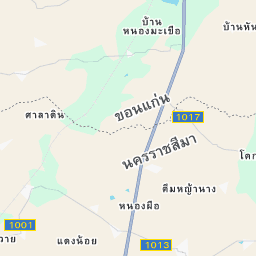 บ้าน
หนองมะเขือ
บ้านหัน
ขอนแก่น
ศาลาดิน
1017
นครราชสีมา
ตืมหญ้านาง
หนองผือ
1001
แดงน้อย
1013